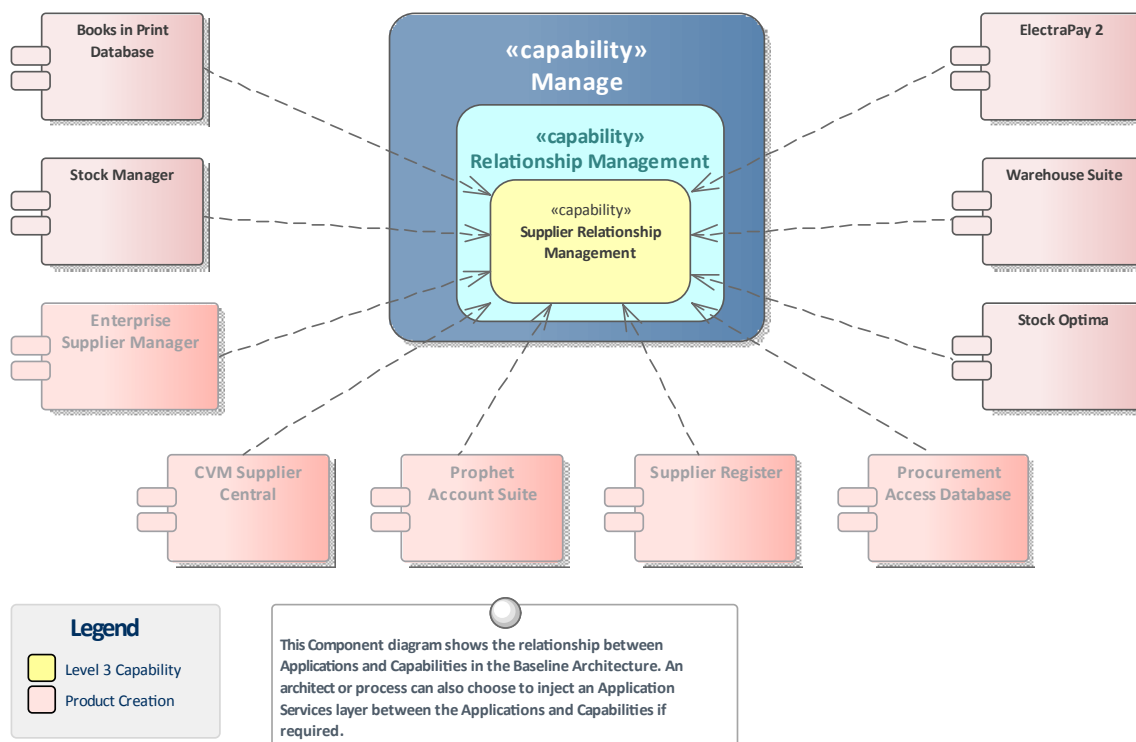 Books in Print
Database
Stock Manager
Enterprise
Supplier Manager
«capability»
Manage
«capability»
Relationship Management
«capability»
Supplier Relationship
Management
ElectraPay 2
Warehouse Suite
Stock Optima
CVM Supplier
Central
Prophet
Account Suite
Supplier Register
Procurement
Access Database
Legend
Level 3 Capability
Product Creation
This Component diagram shows the relationship between
Applications and Capabilities in the Baseline Architecture. An
architect or process can also choose to inject an Application
Services layer between the Applications and Capabilities if
required.